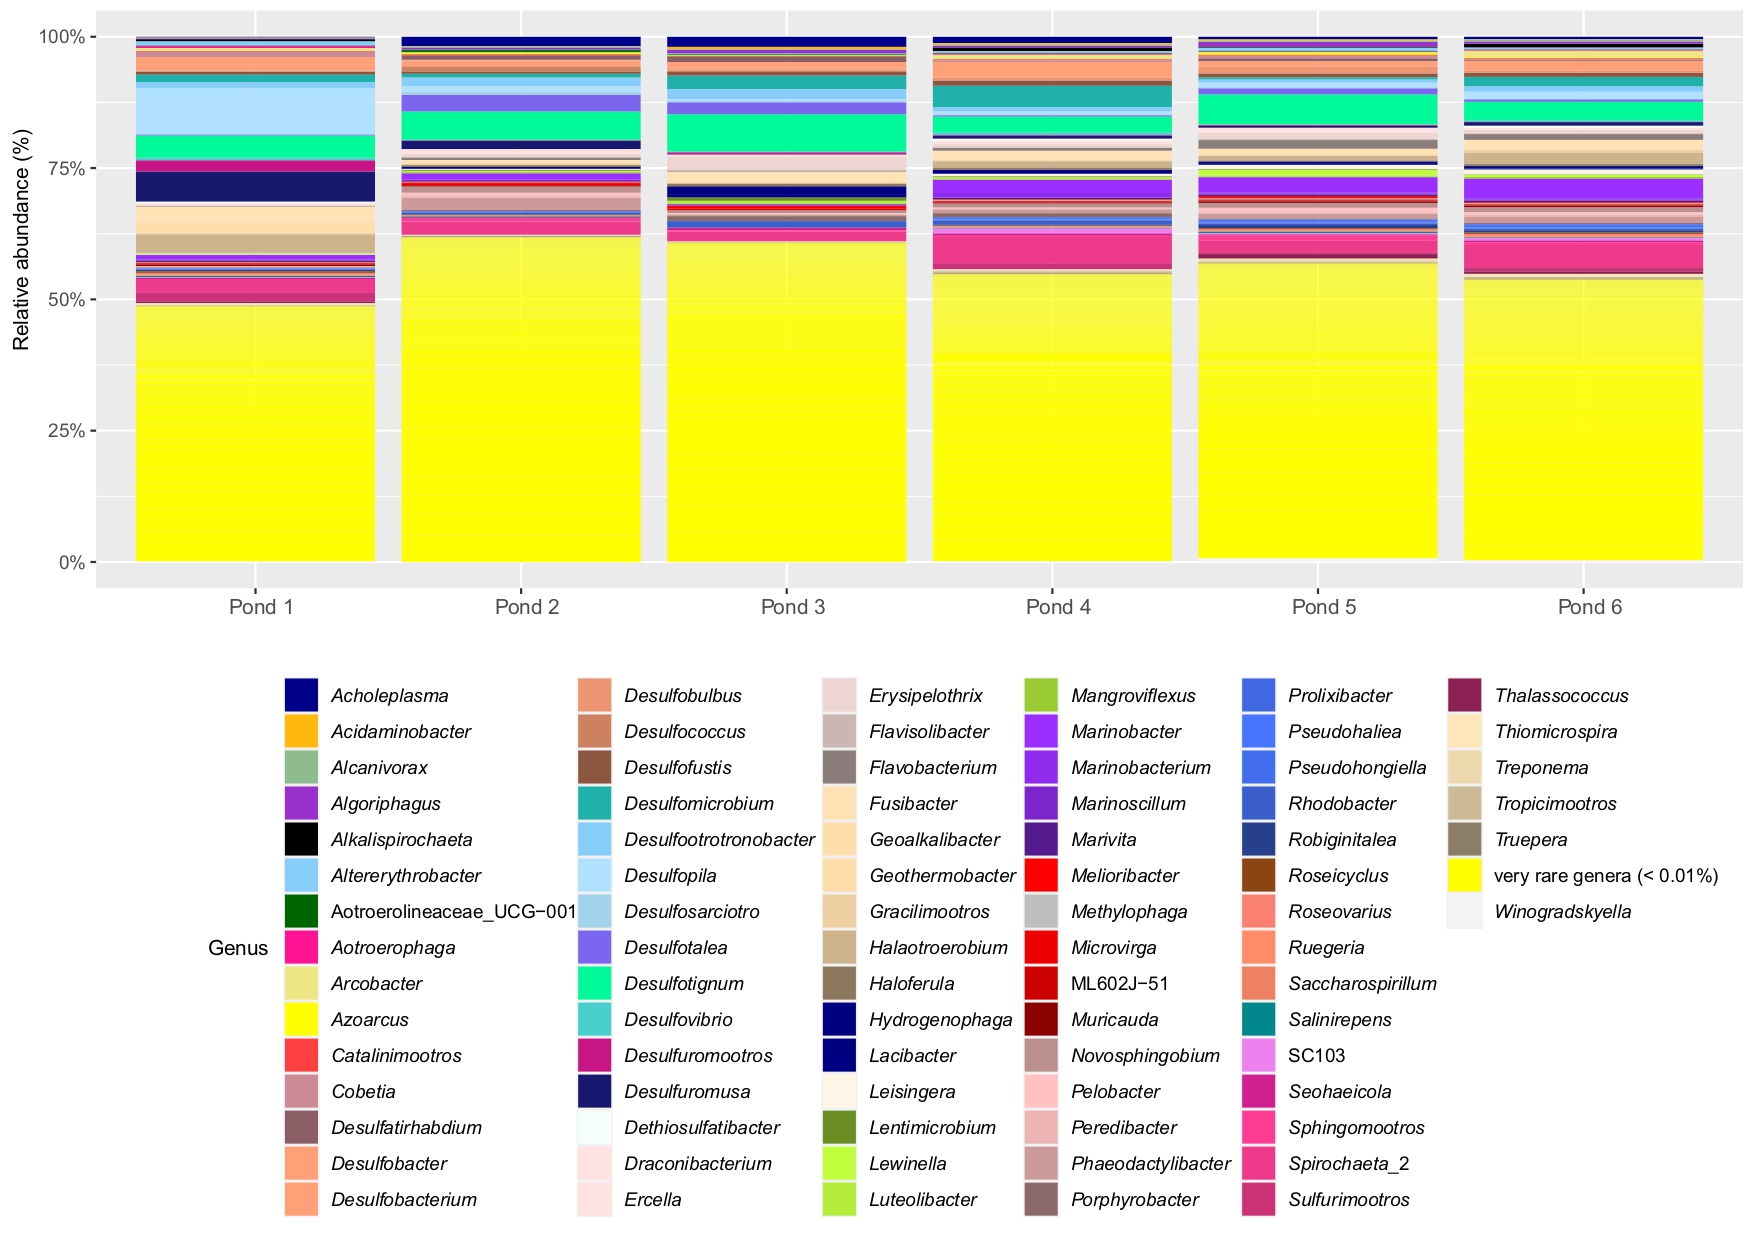 Relative abundance (%)
100%
75%
50%
25%
0%
Pond 1 Pond 2 Pond 3 Pond 4 Pond 5 Pond 6
Genus
Acholeplasma
Acidaminobacter
Alcanivorax
Algoriphagus
Alkalispirochaeta
Altererythrobacter
Aotroerolineaceae_UCG−001
Aotroerophaga
Arcobacter
Azoarcus
Catalinimootros
Cobetia
Desulfatirhabdium
Desulfobacter
Desulfobacterium
Desulfobulbus
Desulfococcus
Desulfofustis
Desulfomicrobium
Desulfootrotronobacter
Desulfopila
Desulfosarciotro
Desulfotalea
Desulfotignum
Desulfovibrio
Desulfuromootros
Desulfuromusa
Dethiosulfatibacter
Draconibacterium
Ercella
Erysipelothrix
Flavisolibacter
Flavobacterium
Fusibacter
Geoalkalibacter
Geothermobacter
Gracilimootros
Halaotroerobium
Haloferula
Hydrogenophaga
Lacibacter
Leisingera
Lentimicrobium
Lewinella
Luteolibacter
Mangroviflexus
Marinobacter
Marinobacterium
Marinoscillum
Marivita
Melioribacter
Methylophaga
Microvirga
ML602J−51
Muricauda
Novosphingobium
Pelobacter
Peredibacter
Phaeodactylibacter
Porphyrobacter
Prolixibacter
Pseudohaliea
Pseudohongiella
Rhodobacter
Robiginitalea
Roseicyclus
Roseovarius
Ruegeria
Saccharospirillum
Salinirepens
SC103
Seohaeicola
Sphingomootros
Spirochaeta_2
Sulfurimootros
Thalassococcus
Thiomicrospira
Treponema
Tropicimootros
Truepera
very rare genera (< 0.01%)
Winogradskyella